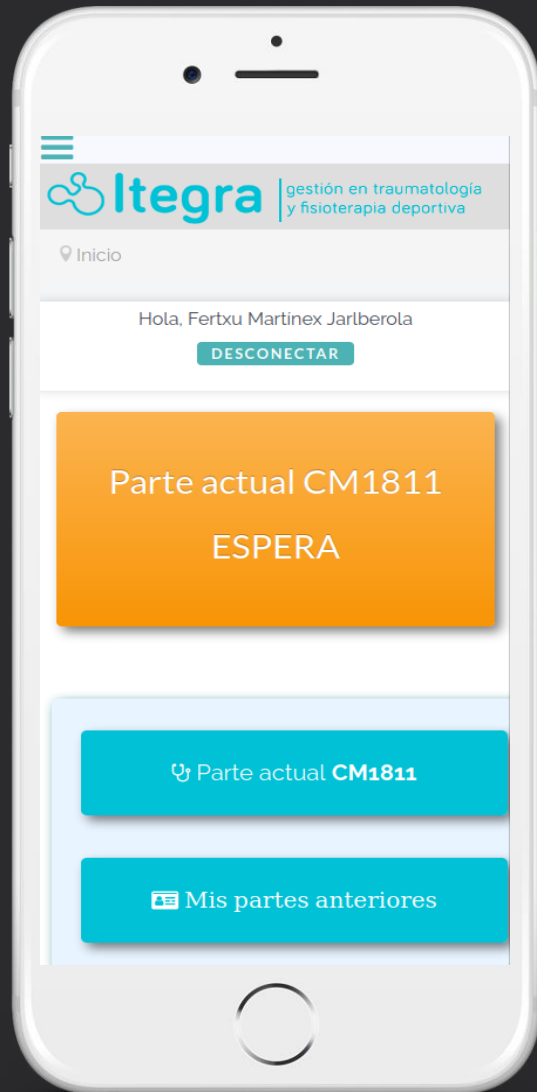 Itegra
gestión en traumatología
y fisioterapia deportiva
Inicio
Hola, Fertxu Martinex Jarlberola
DESCONECTAR
Parte actual CM1811
ESPERA
Parte actual CM1811
Mis partes anteriores